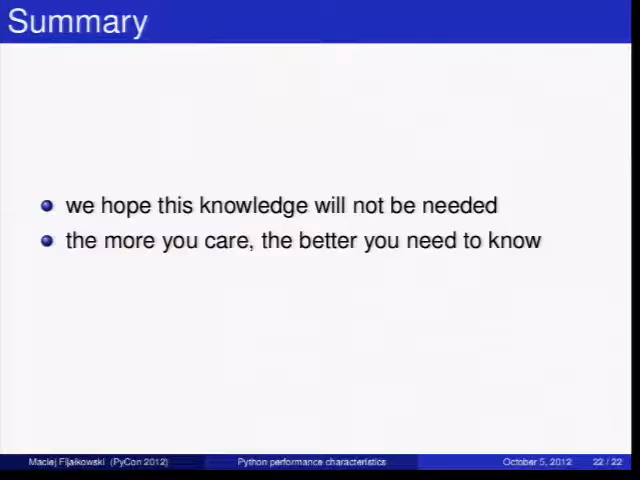 Summary
we hope this knowledge will not be needed
the more you care, the better you need to know
Maciej Fijalkowski (PyCon 2012) Python performance characteristics October 5, 2012 22 / 22